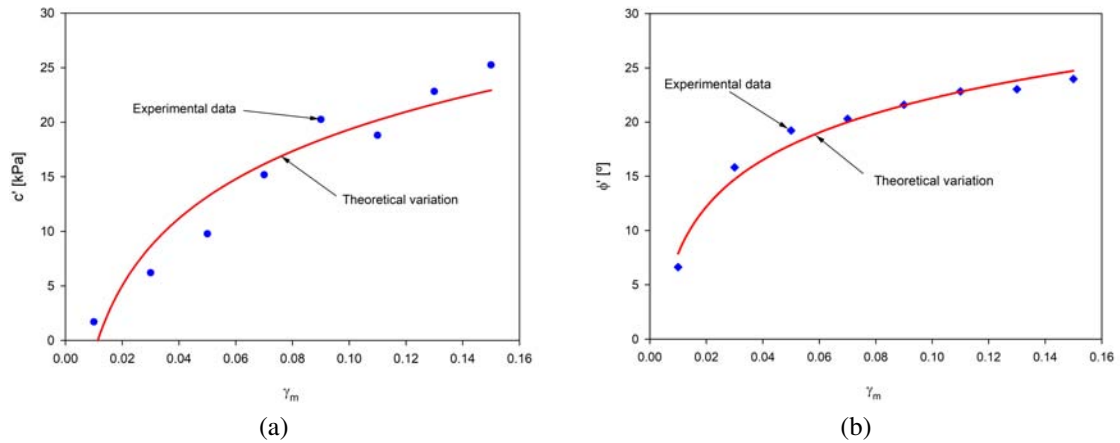 30
25
20
15
10
5
0
c' [kPa]
Experimental data
Theoretical variation
0.00 0.02 0.04 0.06 0.08 0.10 0.12 0.14 0.16
γm
(a)
30
25
20
15
10
5
0
ϕ' [º]
Experimental data
Theoretical variation
0.00 0.02 0.04 0.06 0.08 0.10 0.12 0.14 0.16
γm
(b)